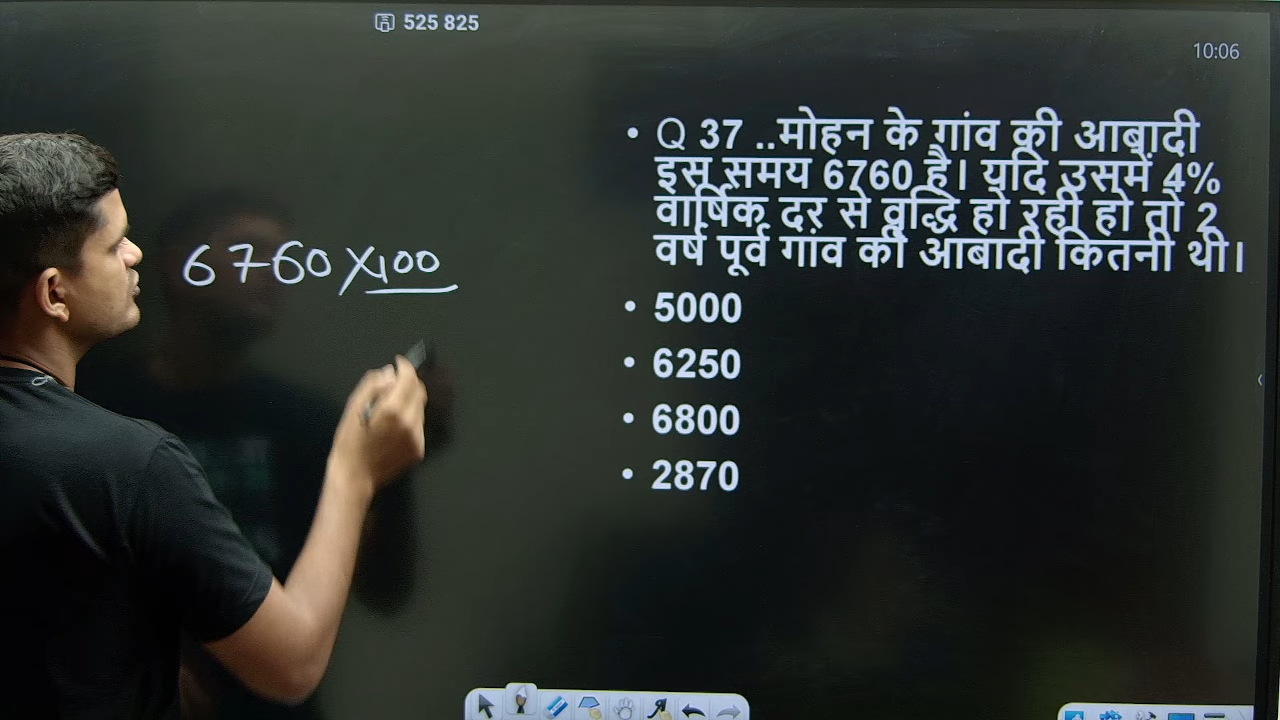 525 825
10:06
6760 × 100
• Q 37 ..मोहन के गांव की आबादी
इस समय 6760 है। यदि उसमें 4%
वार्षिक दर से वृद्धि हो रही हो तो 2
वर्ष पूर्व गांव की आबादी कितनी थी।
• 5000
• 6250
• 6800
• 2870